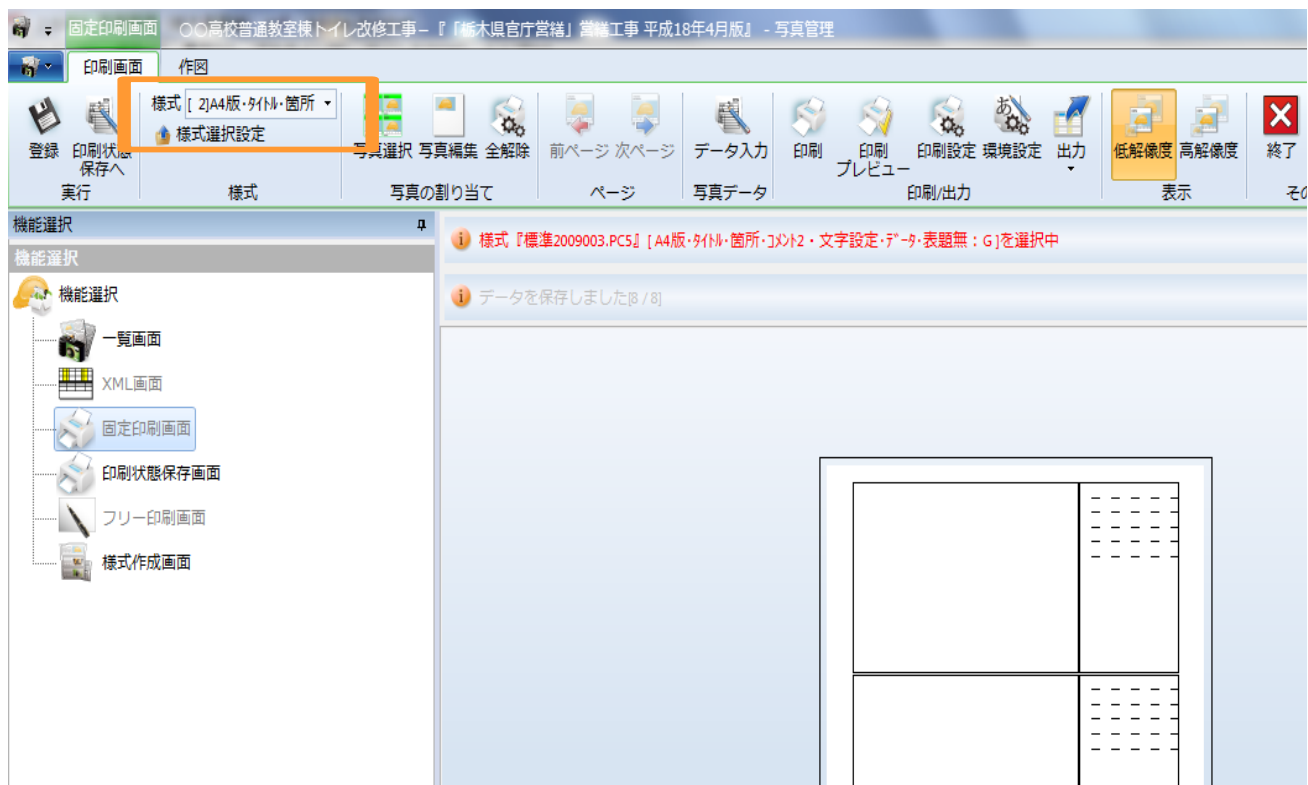 固定印刷画面 〇〇高校普通教室棟トイレ改修工事－『「栃木県官庁営繕」営繕工事 平成18年4月版』 - 写真管理
印刷画面 作図
様式 [ 2]A4版･ﾀｲﾄﾙ･箇所
様式選択設定
登録 印刷状態保存へ 写真選択 写真編集 全解除 前ページ 次ページ データ入力 印刷 印刷プレビュー 印刷設定 環境設定 出力 低解像度 高解像度 終了
実行 様式 写真の割り当て ページ 写真データ 印刷/出力 表示 その
機能選択
機能選択
機能選択
一覧画面
XML画面
固定印刷画面
印刷状態保存画面
フリー印刷画面
様式作成画面
様式『標準2009003.PC5』[ A4版･ﾀｲﾄﾙ･箇所･ｺﾒﾝﾄ2・文字設定･ﾃﾞｰﾀ･表題無：G ]を選択中
データを保存しました[8 / 8]